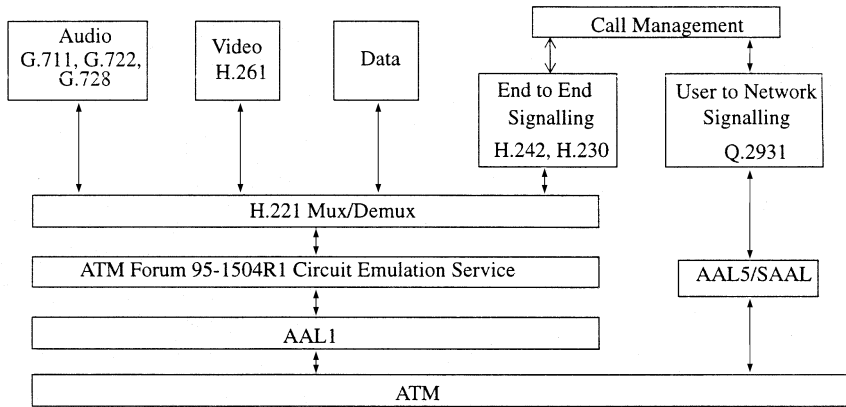 Call Management
Audio
G.711, G.722,
G.728
Video
H.261
Data
End to End
Signalling
H.242, H.230
User to Network
Signalling
Q.2931
H.221 Mux/Demux
ATM Forum 95-1504R1 Circuit Emulation Service
AAL5/SAAL
AAL1
ATM